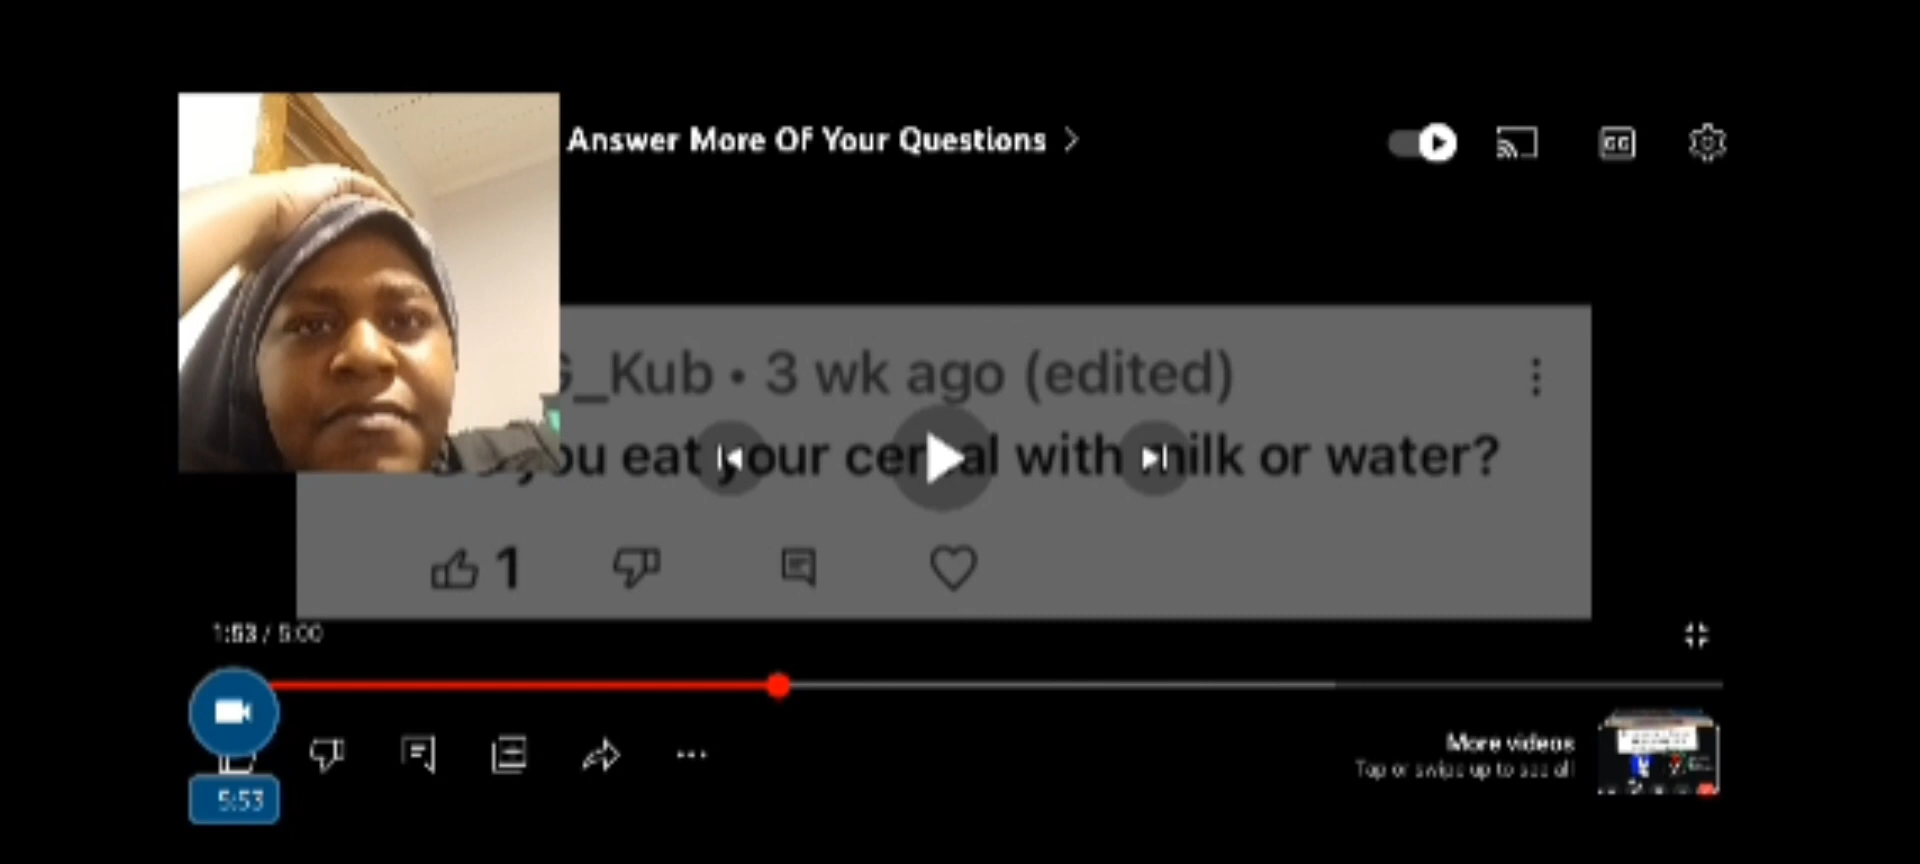 Answer More Of Your Questions
G_Kub • 3 wk ago (edited)
you eat your cereal with milk or water?
1
1:53 / 5:00
More videos
Tap or swipe up to see all
5:53